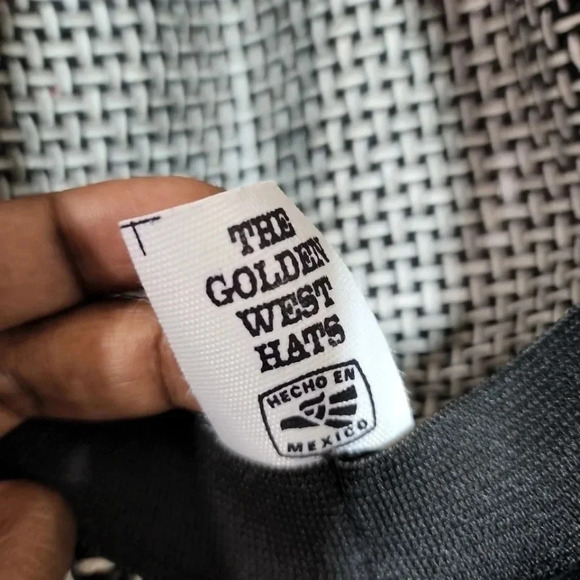 THE
GOLDEN
WEST
HATS
HECHO EN
MEXICO